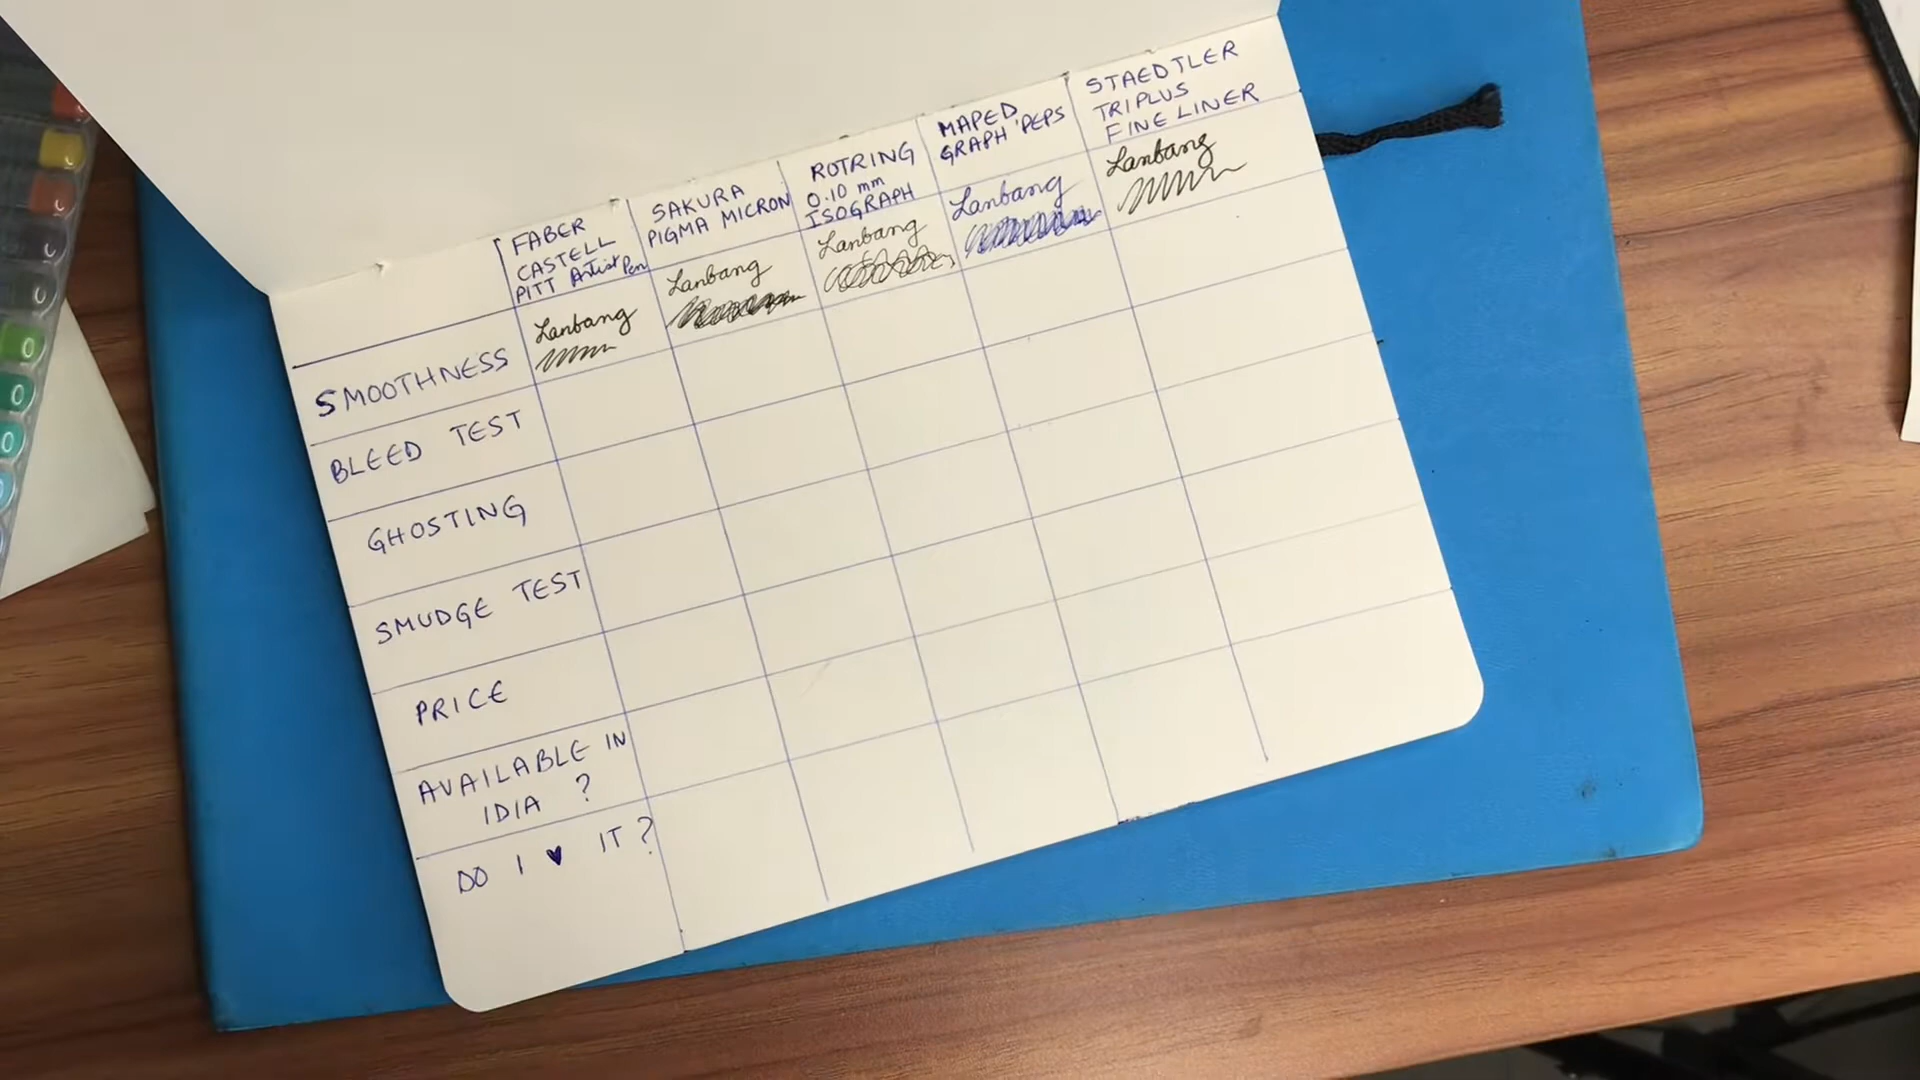 FABER
CASTELL
PITT Artist Pen
SAKURA
PIGMA MICRON
ROTRING
0.10 mm
ISOGRAPH
MAPED
GRAPH'PEPS
STAEDTLER
TRIPLUS
FINE LINER
SMOOTHNESS
Lanbang
Lanbang
Lanbang
Lanbang
Lanbang
BLEED TEST
GHOSTING
SMUDGE TEST
PRICE
AVAILABLE IN
IDIA ?
DO I ♥ IT ?